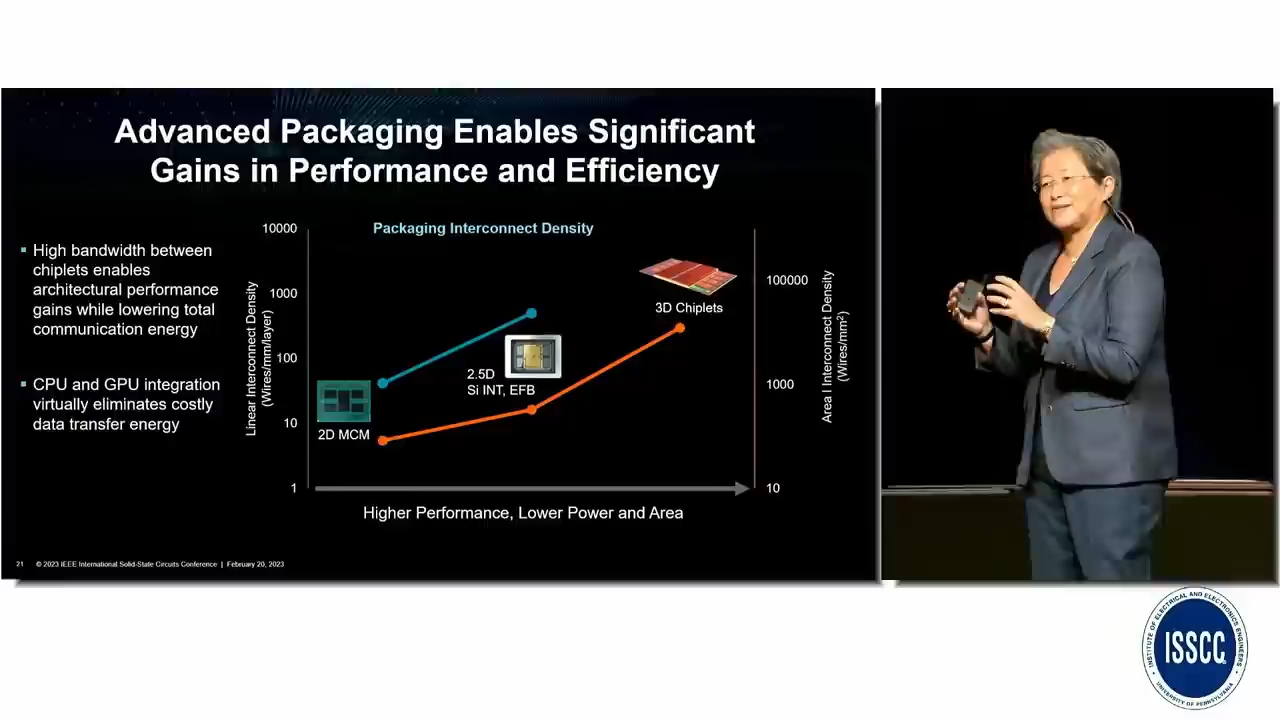 Advanced Packaging Enables Significant
Gains in Performance and Efficiency
▪ High bandwidth between
chiplets enables
architectural performance
gains while lowering total
communication energy
▪ CPU and GPU integration
virtually eliminates costly
data transfer energy
Packaging Interconnect Density
Linear Interconnect Density
(Wires/mm/layer)
10000
1000
100
10
1
2D MCM
2.5D
Si INT, EFB
3D Chiplets
100000
1000
10
Area l Interconnect Density
(Wires/mm²)
Higher Performance, Lower Power and Area
21 © 2023 IEEE International Solid-State Circuits Conference | February 20, 2023
INSTITUTE OF ELECTRICAL AND ELECTRONICS ENGINEERS
ISSCC
UNIVERSITY OF PENNSYLVANIA